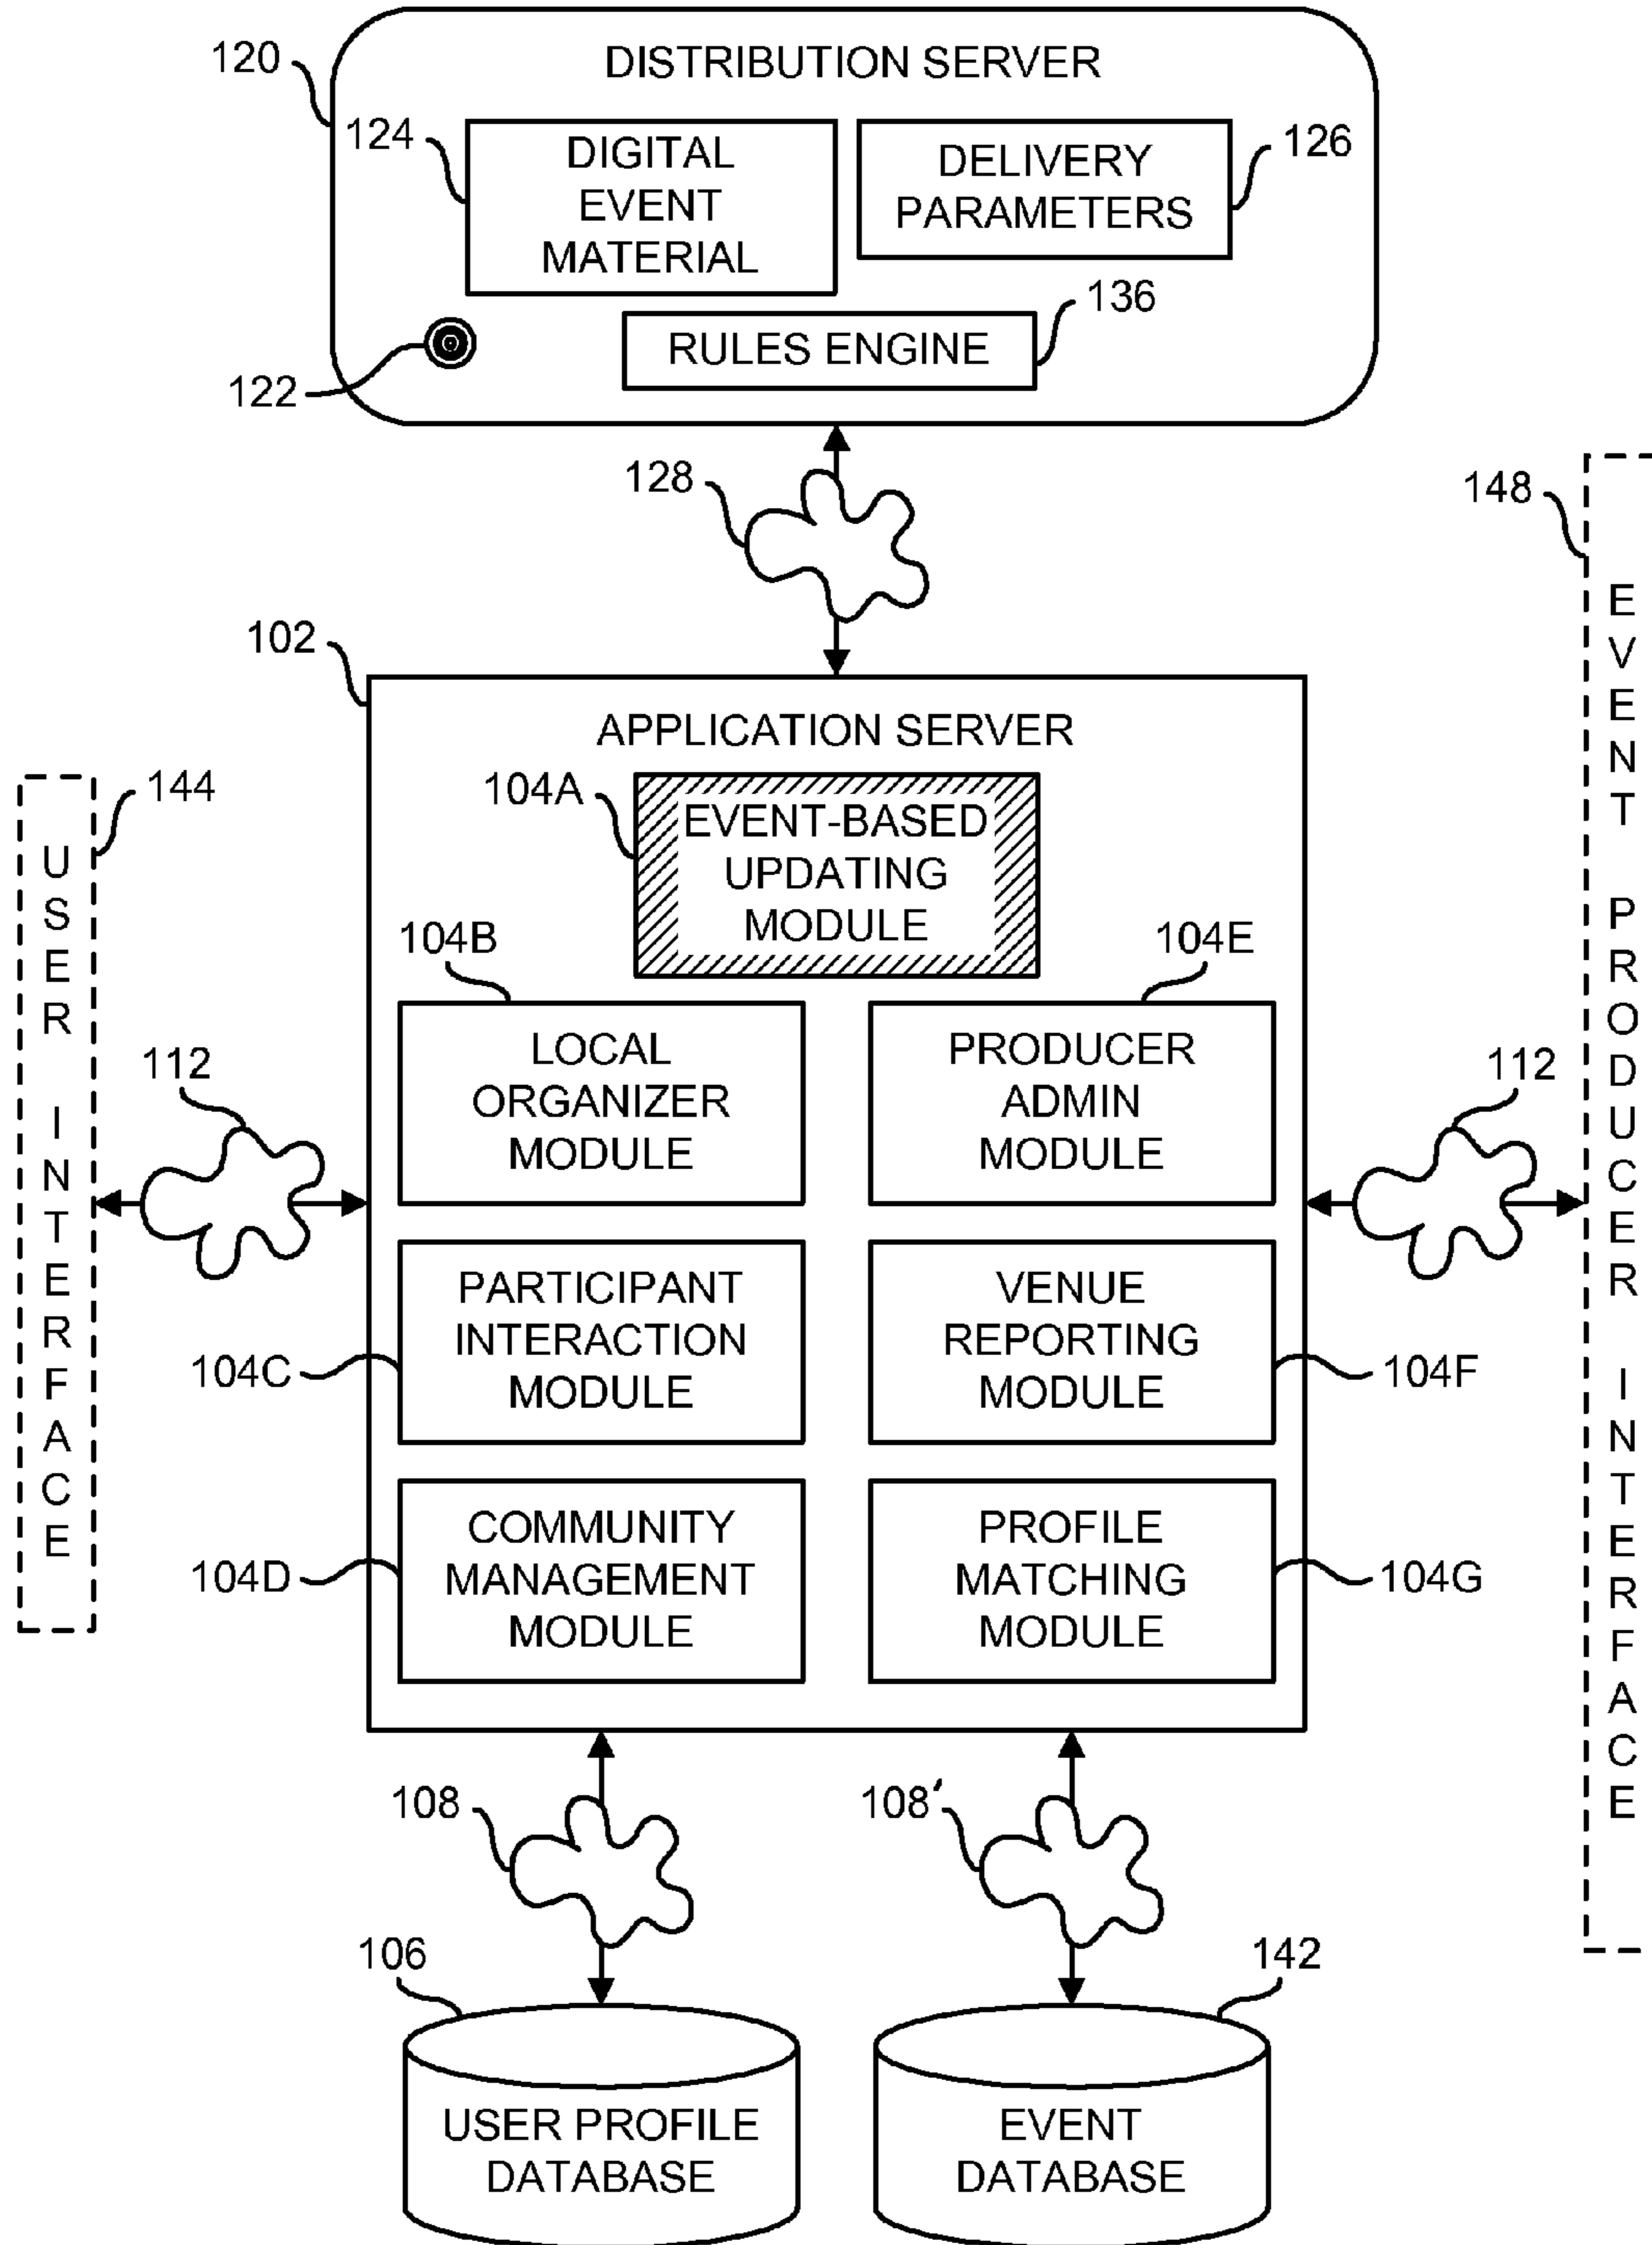 120
DISTRIBUTION SERVER
124
DIGITAL
EVENT
MATERIAL
DELIVERY
PARAMETERS
126
136
RULES ENGINE
122
128
148
102
APPLICATION SERVER
144
104A
EVENT-BASED
UPDATING
MODULE
104B
104E
LOCAL
ORGANIZER
MODULE
PRODUCER
ADMIN
MODULE
112
112
PARTICIPANT
INTERACTION
MODULE
VENUE
REPORTING
MODULE
104C
104F
COMMUNITY
MANAGEMENT
MODULE
PROFILE
MATCHING
MODULE
104D
104G
USER INTERFACE
EVENT PRODUCER INTERFACE
108
108′
106
142
USER PROFILE
DATABASE
EVENT
DATABASE